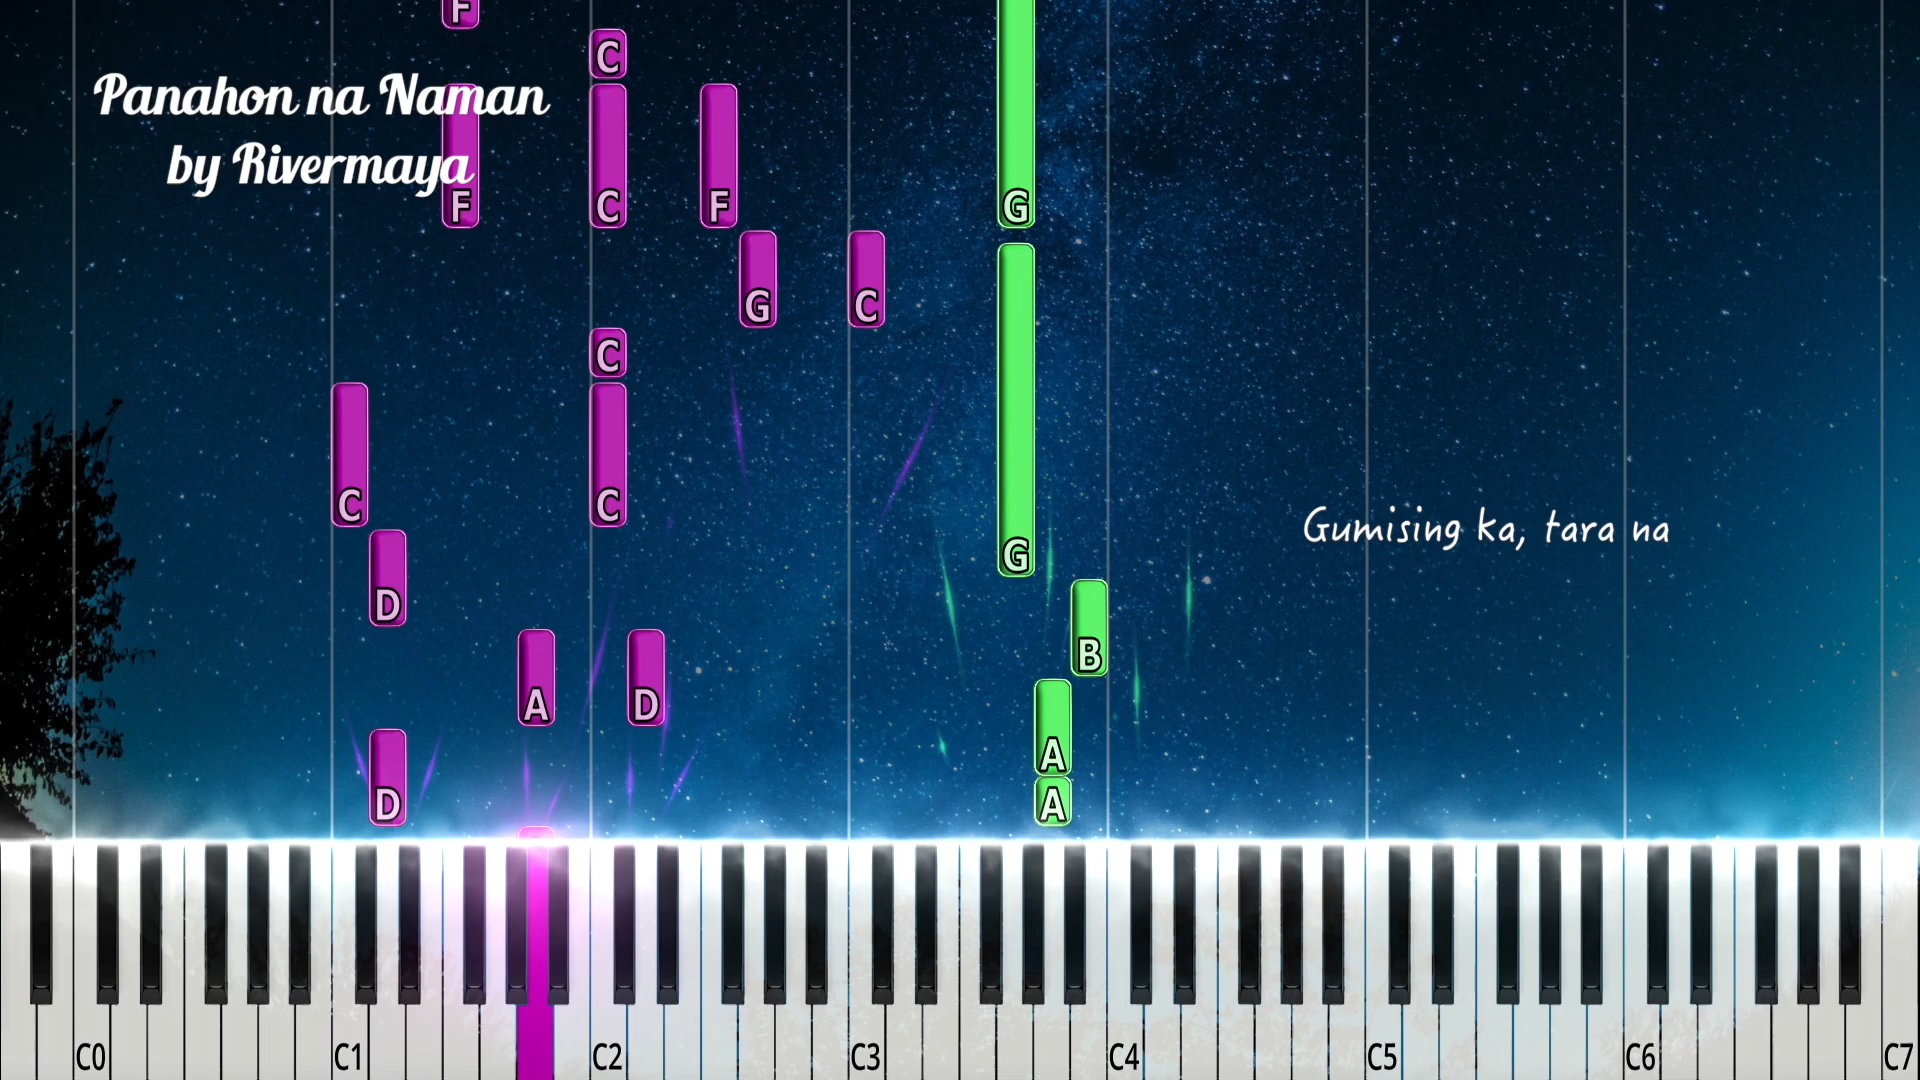 F
C
Panahon na Naman
by Rivermaya
F
C
F
G
G
C
C
C
C
G
D
B
A
D
A
D
A
Gumising ka, tara na
C0
C1
C2
C3
C4
C5
C6
C7